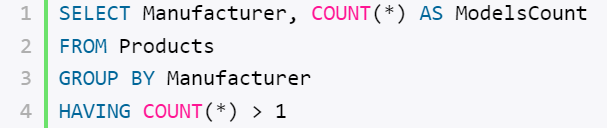 1 SELECT Manufacturer, COUNT(*) AS ModelsCount
2 FROM Products
3 GROUP BY Manufacturer
4 HAVING COUNT(*) > 1